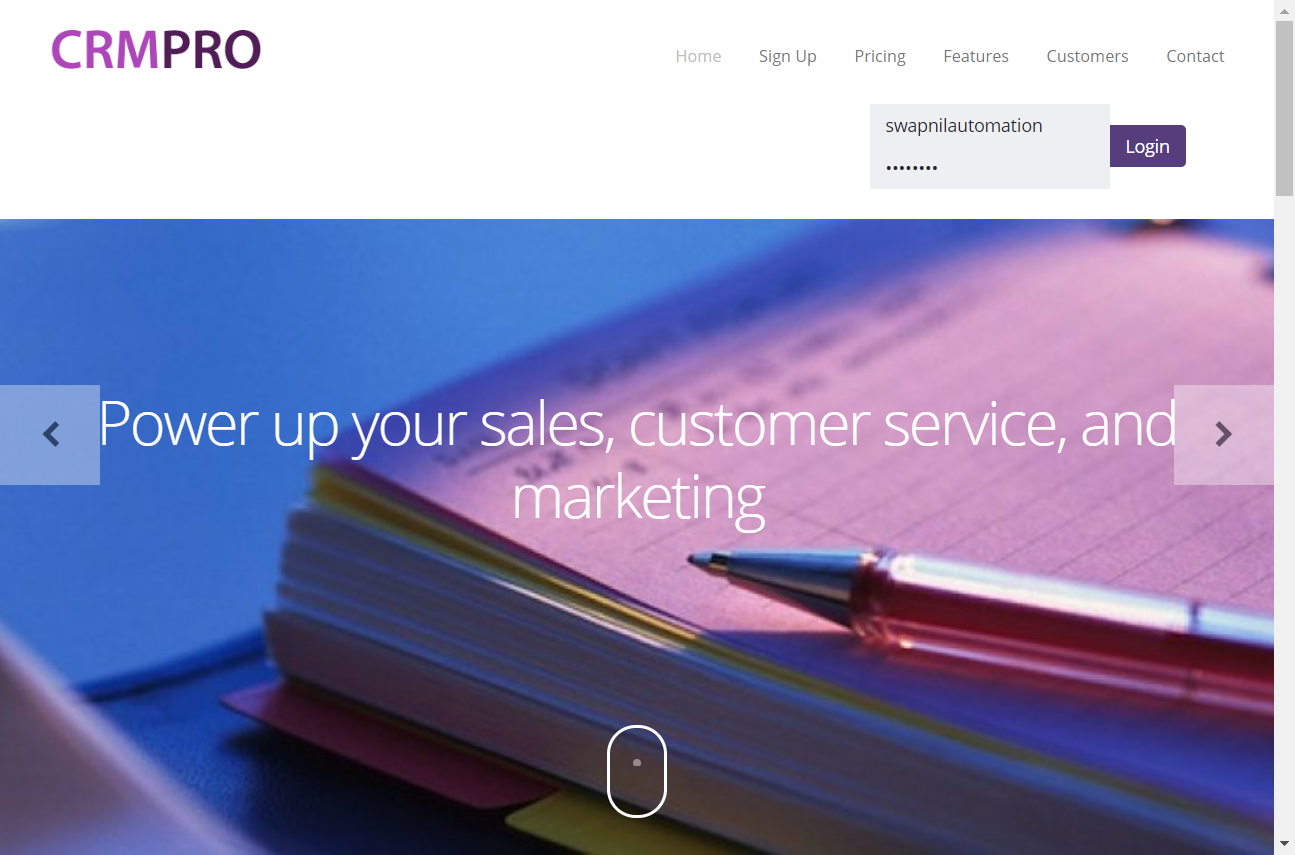 CRMPRO
Home Sign Up Pricing Features Customers Contact
swapnilautomation
••••••••
Login
Power up your sales, customer service, and
marketing